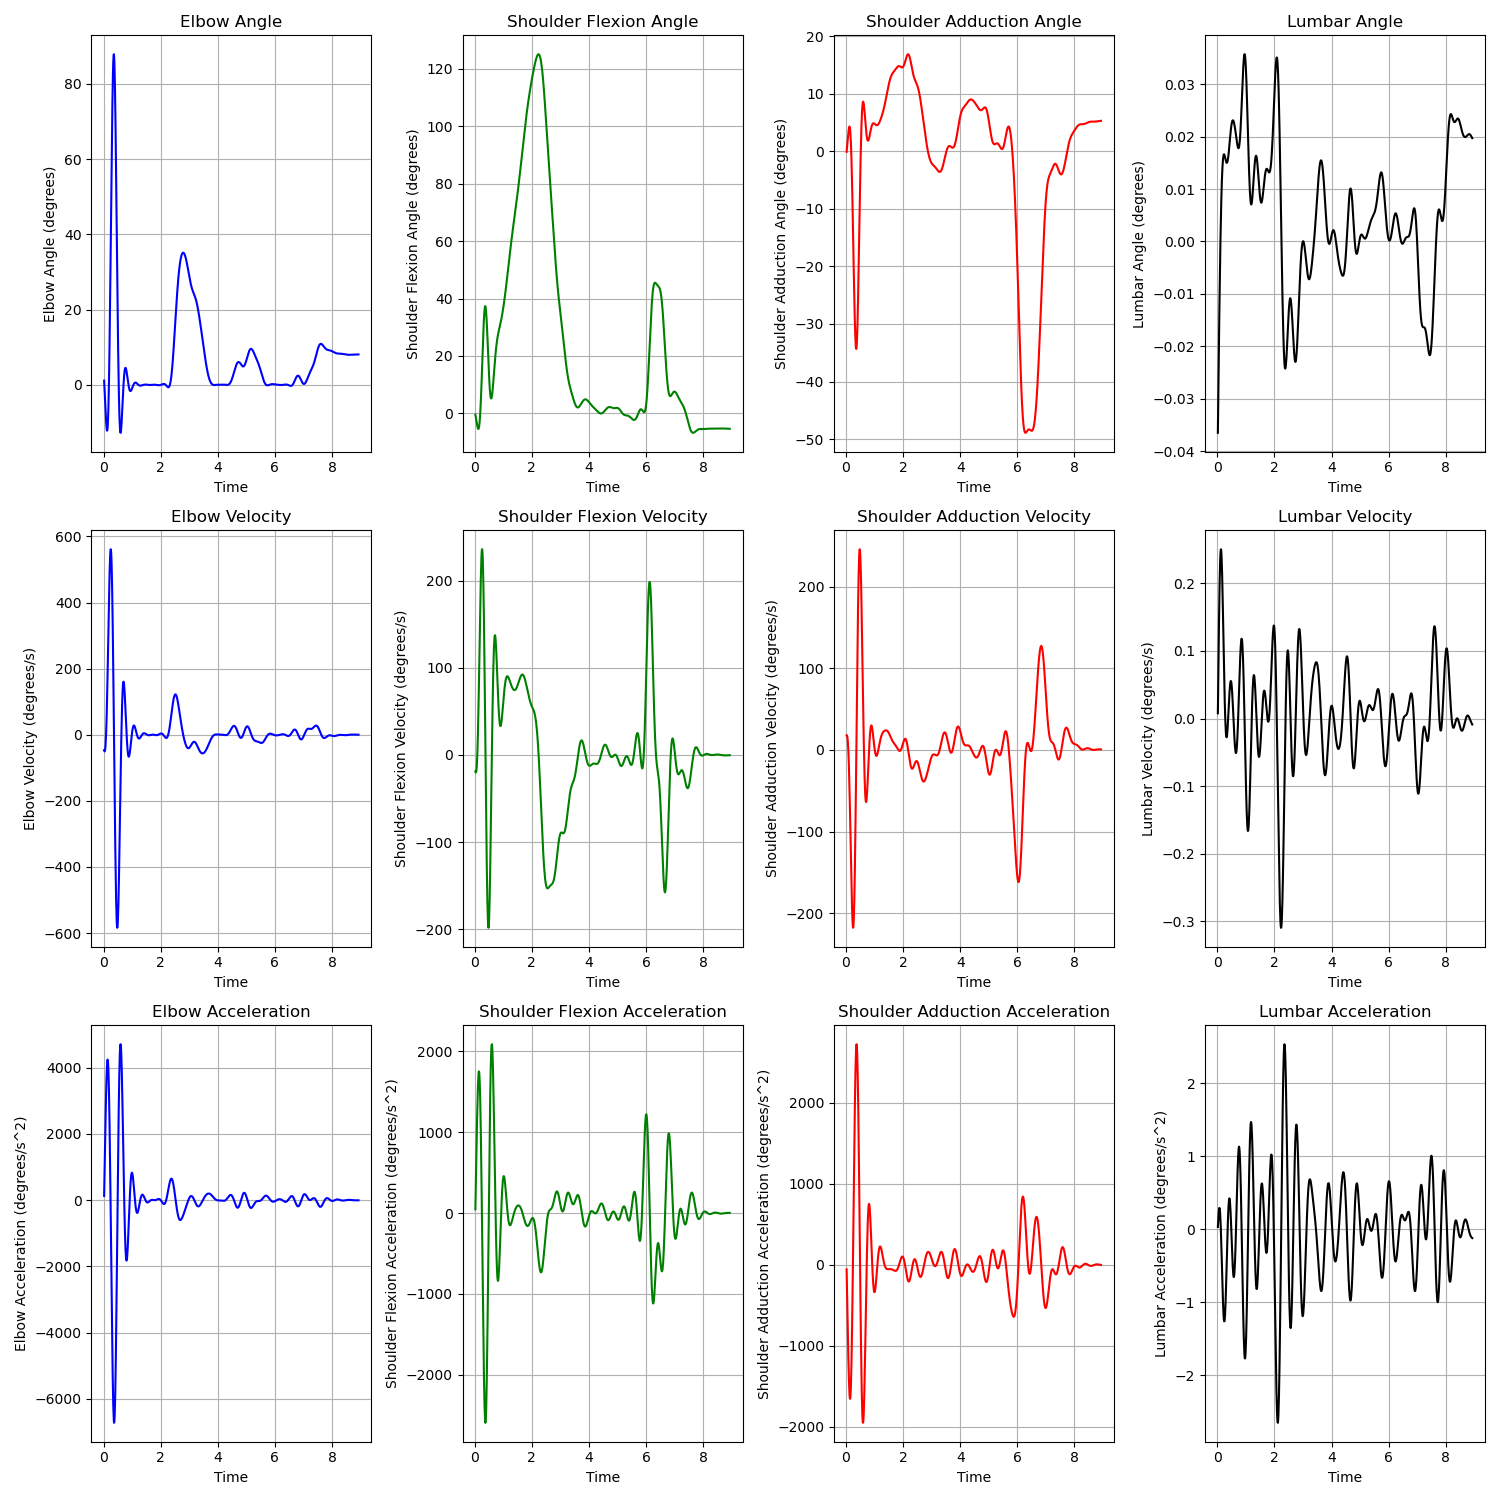 Elbow Angle
Elbow Angle (degrees)
80
60
40
20
0
0 2 4 6 8
Time
Shoulder Flexion Angle
Shoulder Flexion Angle (degrees)
120
100
80
60
40
20
0
0 2 4 6 8
Time
Shoulder Adduction Angle
Shoulder Adduction Angle (degrees)
20
10
0
−10
−20
−30
−40
−50
0 2 4 6 8
Time
Lumbar Angle
Lumbar Angle (degrees)
0.03
0.02
0.01
0.00
−0.01
−0.02
−0.03
−0.04
0 2 4 6 8
Time
Elbow Velocity
Elbow Velocity (degrees/s)
600
400
200
0
−200
−400
−600
0 2 4 6 8
Time
Shoulder Flexion Velocity
Shoulder Flexion Velocity (degrees/s)
200
100
0
−100
−200
0 2 4 6 8
Time
Shoulder Adduction Velocity
Shoulder Adduction Velocity (degrees/s)
200
100
0
−100
−200
0 2 4 6 8
Time
Lumbar Velocity
Lumbar Velocity (degrees/s)
0.2
0.1
0.0
−0.1
−0.2
−0.3
0 2 4 6 8
Time
Elbow Acceleration
Elbow Acceleration (degrees/s^2)
4000
2000
0
−2000
−4000
−6000
0 2 4 6 8
Time
Shoulder Flexion Acceleration
Shoulder Flexion Acceleration (degrees/s^2)
2000
1000
0
−1000
−2000
0 2 4 6 8
Time
Shoulder Adduction Acceleration
Shoulder Adduction Acceleration (degrees/s^2)
2000
1000
0
−1000
−2000
0 2 4 6 8
Time
Lumbar Acceleration
Lumbar Acceleration (degrees/s^2)
2
1
0
−1
−2
0 2 4 6 8
Time